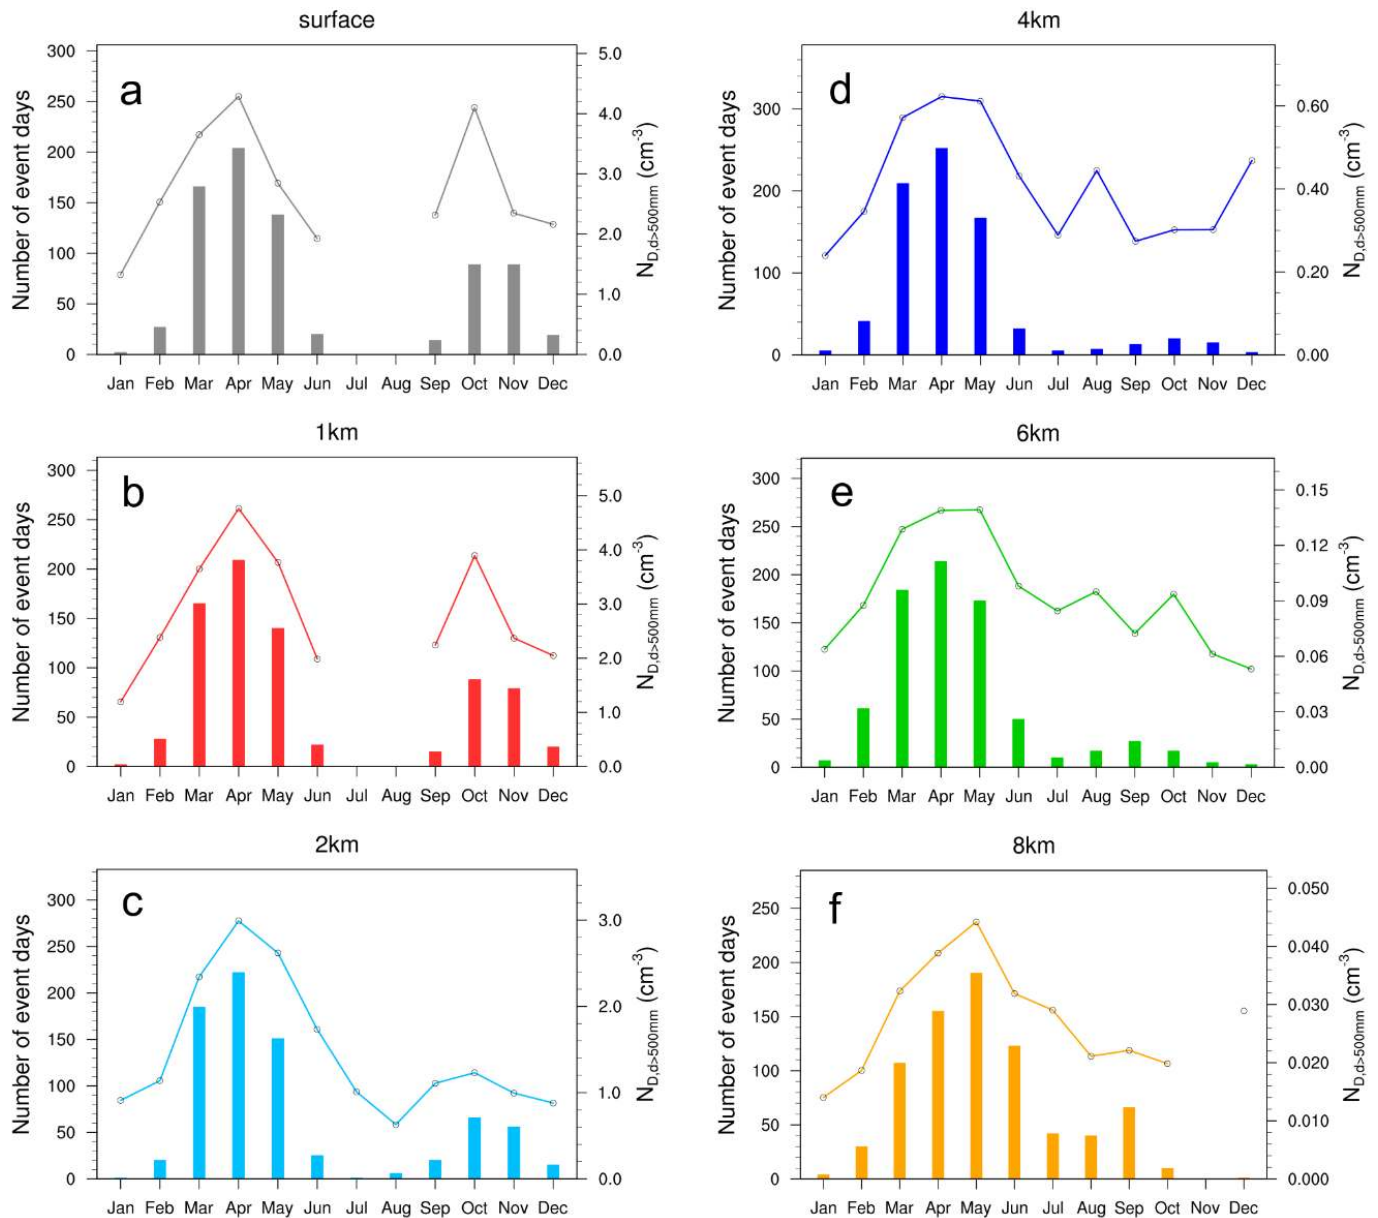 surface
a
Number of event days
300
250
200
150
100
50
0
5.0
4.0
3.0
2.0
1.0
0.0
N_D,d>500mm (cm^-3)
Jan Feb Mar Apr May Jun Jul Aug Sep Oct Nov Dec
4km
d
Number of event days
300
200
100
0
0.60
0.40
0.20
0.00
N_D,d>500mm (cm^-3)
Jan Feb Mar Apr May Jun Jul Aug Sep Oct Nov Dec
1km
b
Number of event days
300
250
200
150
100
50
0
5.0
4.0
3.0
2.0
1.0
0.0
N_D,d>500mm (cm^-3)
Jan Feb Mar Apr May Jun Jul Aug Sep Oct Nov Dec
6km
e
Number of event days
300
250
200
150
100
50
0
0.15
0.12
0.09
0.06
0.03
0.00
N_D,d>500mm (cm^-3)
Jan Feb Mar Apr May Jun Jul Aug Sep Oct Nov Dec
2km
c
Number of event days
300
250
200
150
100
50
0
3.0
2.0
1.0
0.0
N_D,d>500mm (cm^-3)
Jan Feb Mar Apr May Jun Jul Aug Sep Oct Nov Dec
8km
f
Number of event days
250
200
150
100
50
0
0.050
0.040
0.030
0.020
0.010
0.000
N_D,d>500mm (cm^-3)
Jan Feb Mar Apr May Jun Jul Aug Sep Oct Nov Dec